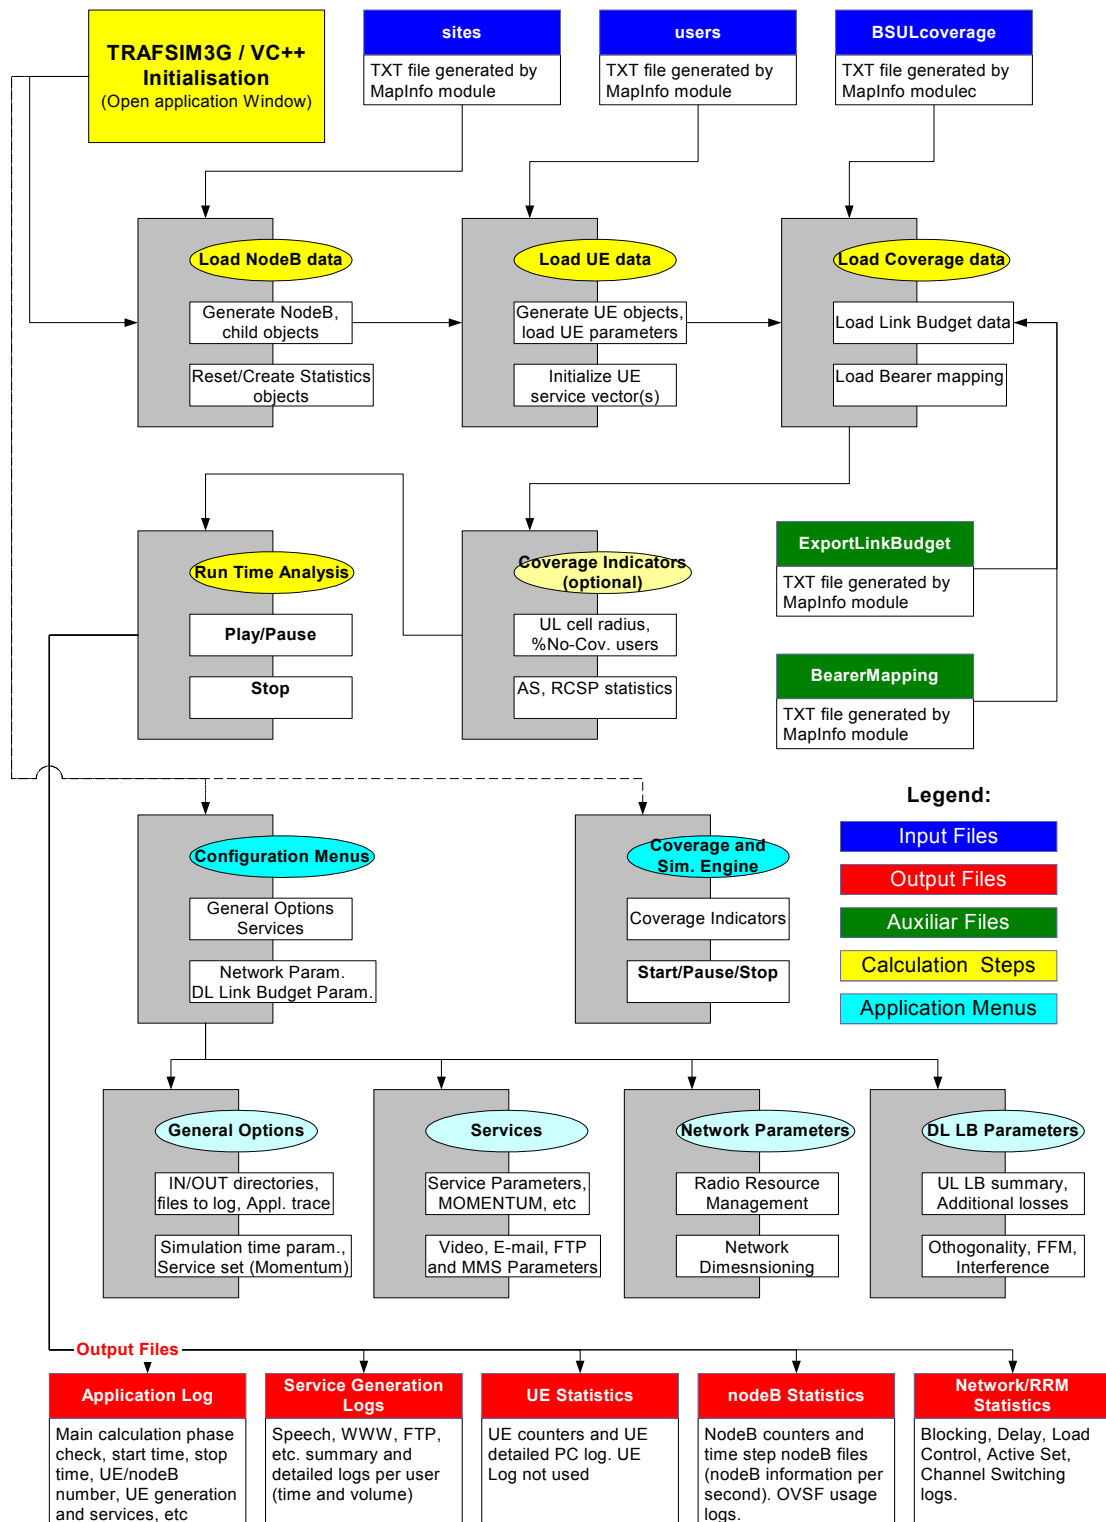 TRAFSIM3G / VC++
Initialisation
(Open application Window)
sites
TXT file generated by
MapInfo module
users
TXT file generated by
MapInfo module
BSULcoverage
TXT file generated by
MapInfo modulec
Load NodeB data
Generate NodeB,
child objects
Reset/Create Statistics
objects
Load UE data
Generate UE objects,
load UE parameters
Initialize UE
service vector(s)
Load Coverage data
Load Link Budget data
Load Bearer mapping
Run Time Analysis
Play/Pause
Stop
Coverage Indicators
(optional)
UL cell radius,
%No-Cov. users
AS, RCSP statistics
ExportLinkBudget
TXT file generated by
MapInfo module
BearerMapping
TXT file generated by
MapInfo module
Configuration Menus
General Options
Services
Network Param.
DL Link Budget Param.
Coverage and
Sim. Engine
Coverage Indicators
Start/Pause/Stop
Legend:
Input Files
Output Files
Auxiliar Files
Calculation Steps
Application Menus
General Options
IN/OUT directories,
files to log, Appl. trace
Simulation time param.,
Service set (Momentum)
Services
Service Parameters,
MOMENTUM, etc
Video, E-mail, FTP
and MMS Parameters
Network Parameters
Radio Resource
Management
Network
Dimesnsioning
DL LB Parameters
UL LB summary,
Additional losses
Othogonality, FFM,
Interference
Output Files
Application Log
Main calculation phase
check, start time, stop
time, UE/nodeB
number, UE generation
and services, etc
Service Generation
Logs
Speech, WWW, FTP,
etc. summary and
detailed logs per user
(time and volume)
UE Statistics
UE counters and UE
detailed PC log. UE
Log not used
nodeB Statistics
NodeB counters and
time step nodeB files
(nodeB information per
second). OVSF usage
logs.
Network/RRM
Statistics
Blocking, Delay, Load
Control, Active Set,
Channel Switching
logs.